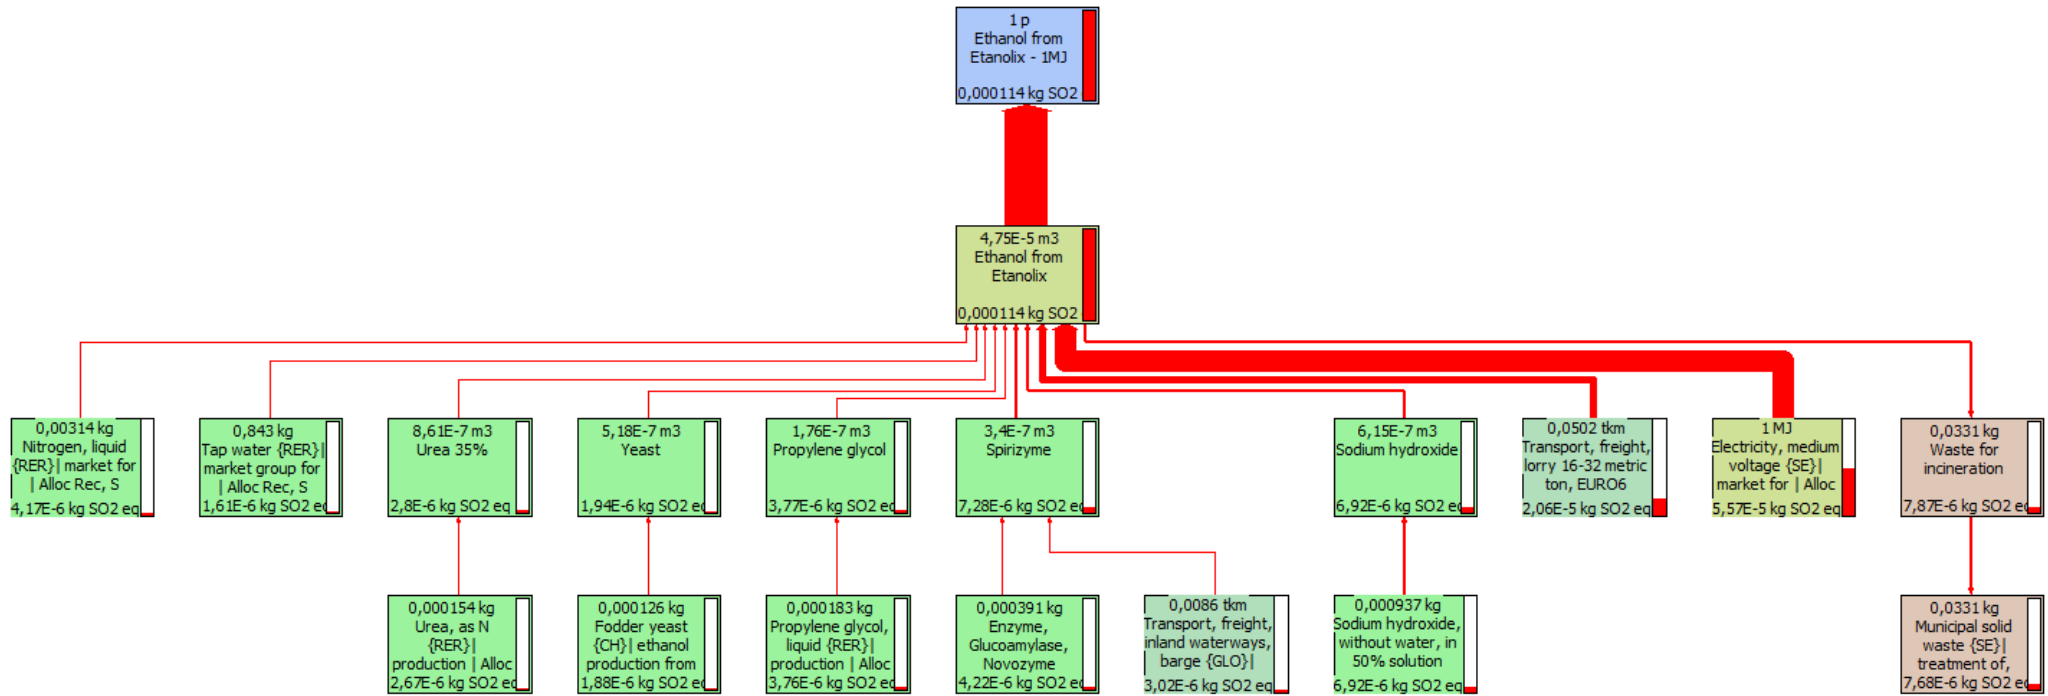 1 p
Ethanol from
Etanolix - 1MJ
0,000114 kg SO2
4,75E-5 m3
Ethanol from
Etanolix
0,000114 kg SO2
0,00314 kg
Nitrogen, liquid
{RER}| market for
| Alloc Rec, S
4,17E-6 kg SO2 eq
0,843 kg
Tap water {RER}|
market group for
| Alloc Rec, S
1,61E-6 kg SO2 eq
8,61E-7 m3
Urea 35%
2,8E-6 kg SO2 eq
5,18E-7 m3
Yeast
1,94E-6 kg SO2 eq
1,76E-7 m3
Propylene glycol
3,77E-6 kg SO2 eq
3,4E-7 m3
Spirizyme
7,28E-6 kg SO2 eq
6,15E-7 m3
Sodium hydroxide
6,92E-6 kg SO2 eq
0,0502 tkm
Transport, freight,
lorry 16-32 metric
ton, EURO6
2,06E-5 kg SO2 eq
1 MJ
Electricity, medium
voltage {SE}|
market for | Alloc
5,57E-5 kg SO2 eq
0,0331 kg
Waste for
incineration
7,87E-6 kg SO2 eq
0,000154 kg
Urea, as N
{RER}|
production | Alloc
2,67E-6 kg SO2 eq
0,000126 kg
Fodder yeast
{CH}| ethanol
production from
1,88E-6 kg SO2 eq
0,000183 kg
Propylene glycol,
liquid {RER}|
production | Alloc
3,76E-6 kg SO2 eq
0,000391 kg
Enzyme,
Glucoamylase,
Novozyme
4,22E-6 kg SO2 eq
0,0086 tkm
Transport, freight,
inland waterways,
barge {GLO}|
3,02E-6 kg SO2 eq
0,000937 kg
Sodium hydroxide,
without water, in
50% solution
6,92E-6 kg SO2 eq
0,0331 kg
Municipal solid
waste {SE}|
treatment of,
7,68E-6 kg SO2 eq